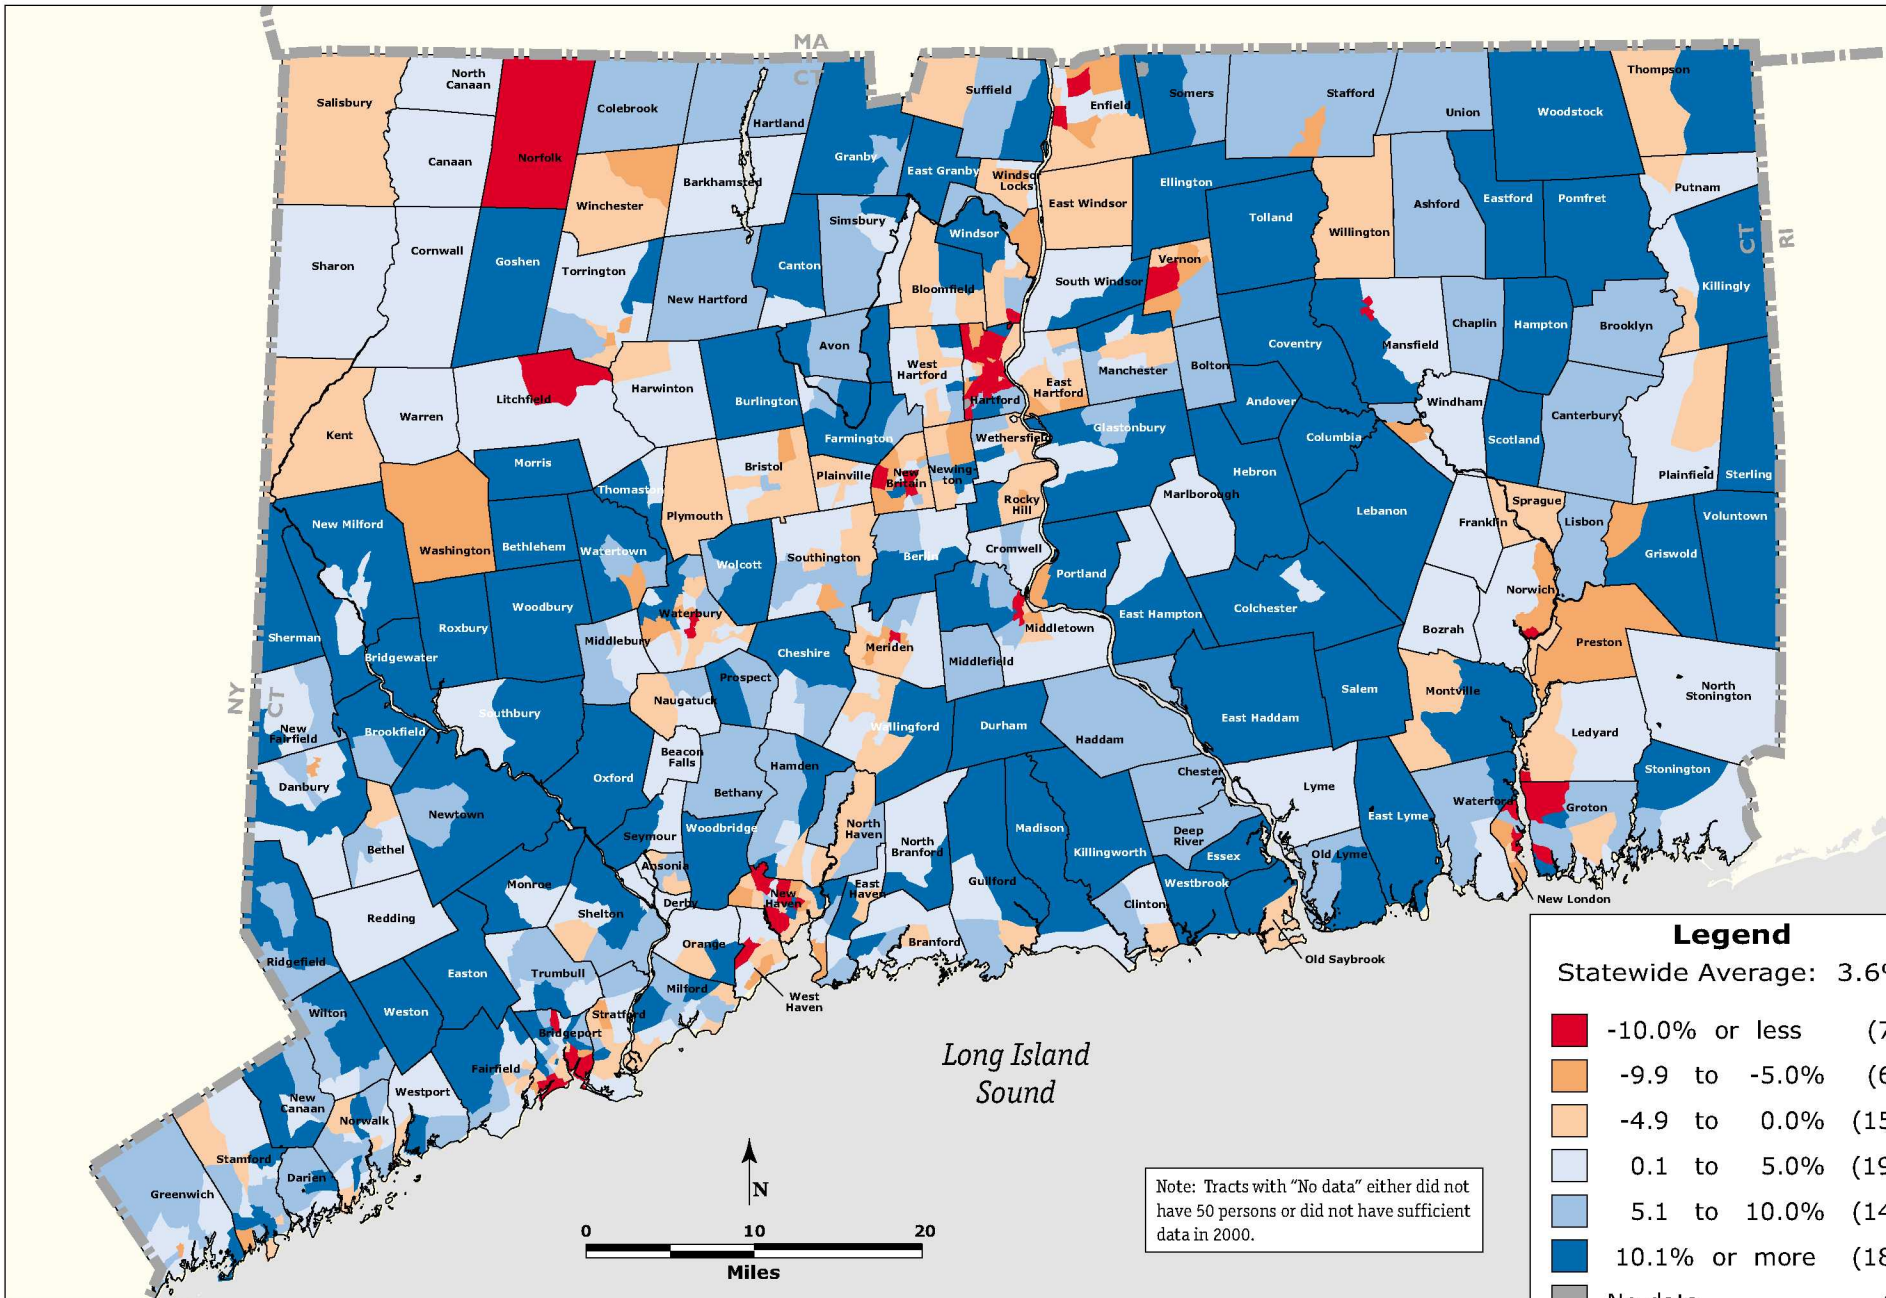 MA
CT
North
Canaan
Salisbury
Norfolk
Colebrook
Hartland
Canaan
Winchester
Barkhamsted
Granby
Suffield
East Granby
Windsor
Locks
Enfield
Somers
Stafford
Union
Woodstock
Thompson
Putnam
Sharon
Cornwall
Goshen
Torrington
New Hartford
Canton
Simsbury
Bloomfield
Windsor
East Windsor
Ellington
Tolland
Willington
Ashford
Eastford
Pomfret
CT
RI
Killingly
South Windsor
Vernon
Avon
West
Hartford
Hartford
East
Hartford
Manchester
Bolton
Coventry
Mansfield
Chaplin
Hampton
Brooklyn
Kent
Warren
Litchfield
Harwinton
Burlington
Farmington
Wethersfield
Glastonbury
Andover
Columbia
Windham
Scotland
Canterbury
Plainfield
Sterling
Morris
Thomaston
Bristol
Plainville
New
Britain
Newing-
ton
Rocky
Hill
Marlborough
Hebron
Lebanon
Franklin
Sprague
Lisbon
Griswold
Voluntown
New Milford
Washington
Bethlehem
Watertown
Plymouth
Wolcott
Southington
Berlin
Cromwell
Portland
East Hampton
Colchester
Bozrah
Norwich
Preston
North
Stonington
Sherman
Bridgewater
Roxbury
Woodbury
Middlebury
Waterbury
Cheshire
Meriden
Middlefield
Middletown
NY
CT
New
Fairfield
Brookfield
Southbury
Naugatuck
Prospect
Wallingford
Durham
Haddam
East Haddam
Salem
Montville
Ledyard
Danbury
Newtown
Oxford
Beacon
Falls
Bethany
Hamden
Chester
Lyme
Waterford
Groton
Stonington
Bethel
Seymour
Woodbridge
North
Haven
North
Branford
Madison
Killingworth
Deep
River
Essex
East Lyme
Old Lyme
Redding
Monroe
Ansonia
Derby
Shelton
New
Haven
East
Haven
Guilford
Clinton
Westbrook
New London
Ridgefield
Easton
Trumbull
Orange
Branford
Old Saybrook
Wilton
Weston
Bridgeport
Stratford
Milford
West
Haven
Fairfield
New
Canaan
Norwalk
Westport
Stamford
Darien
Greenwich
Long Island
Sound
N
0 10 20
Miles
Note: Tracts with “No data” either did not
have 50 persons or did not have sufficient
data in 2000.
Legend
Statewide Average: 3.6%
-10.0% or less (7
-9.9 to -5.0% (6
-4.9 to 0.0% (15
0.1 to 5.0% (19
5.1 to 10.0% (14
10.1% or more (18
No data